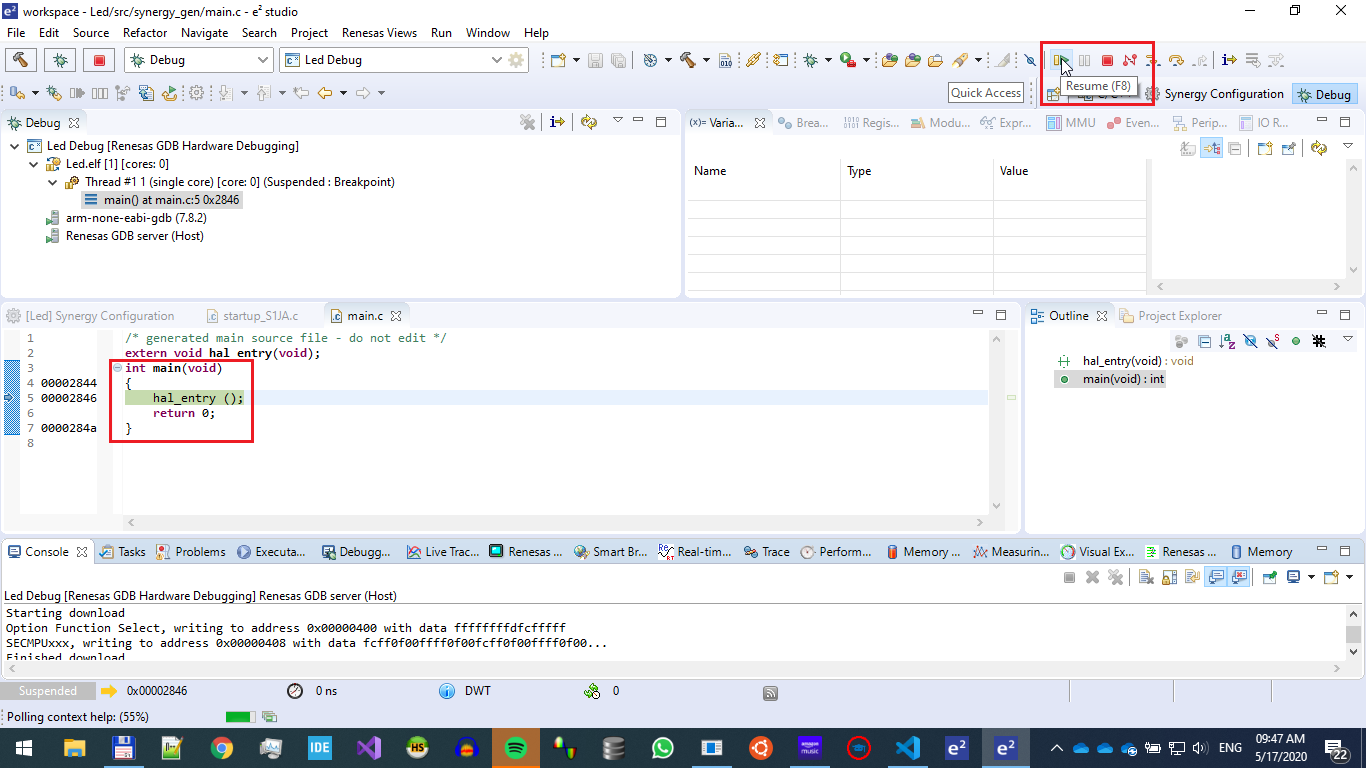 workspace - Led/src/synergy_gen/main.c - e² studio
File Edit Source Refactor Navigate Search Project Renesas Views Run Window Help
Debug Led Debug
Resume (F8)
Quick Access Synergy Configuration Debug
Debug
Led Debug [Renesas GDB Hardware Debugging]
Led.elf [1] [cores: 0]
Thread #1 1 (single core) [core: 0] (Suspended : Breakpoint)
main() at main.c:5 0x2846
arm-none-eabi-gdb (7.8.2)
Renesas GDB server (Host)
(x)= Varia... Brea... Regis... Modu... Expr... MMU Even... Perip... IO R...
Name Type Value
[Led] Synergy Configuration startup_S1JA.c main.c
1 /* generated main source file - do not edit */
2 extern void hal_entry(void);
3 int main(void)
4 00002844 {
5 00002846 hal_entry ();
6 return 0;
7 0000284a }
8
Outline Project Explorer
hal_entry(void) : void
main(void) : int
Console Tasks Problems Executa... Debugg... Live Trac... Renesas ... Smart Br... Real-tim... Trace Perform... Memory ... Measurin... Visual Ex... Renesas ... Memory
Led Debug [Renesas GDB Hardware Debugging] Renesas GDB server (Host)
Starting download
Option Function Select, writing to address 0x00000400 with data ffffffffdfcfffff
SECMPUxxx, writing to address 0x00000408 with data fcff0f00ffff0f00fcff0f00ffff0f00...
Finished download
Suspended 0x00002846 0 ns DWT 0
Polling context help: (55%)
IDE HS amazon music e² e² ENG 09:47 AM
5/17/2020 22